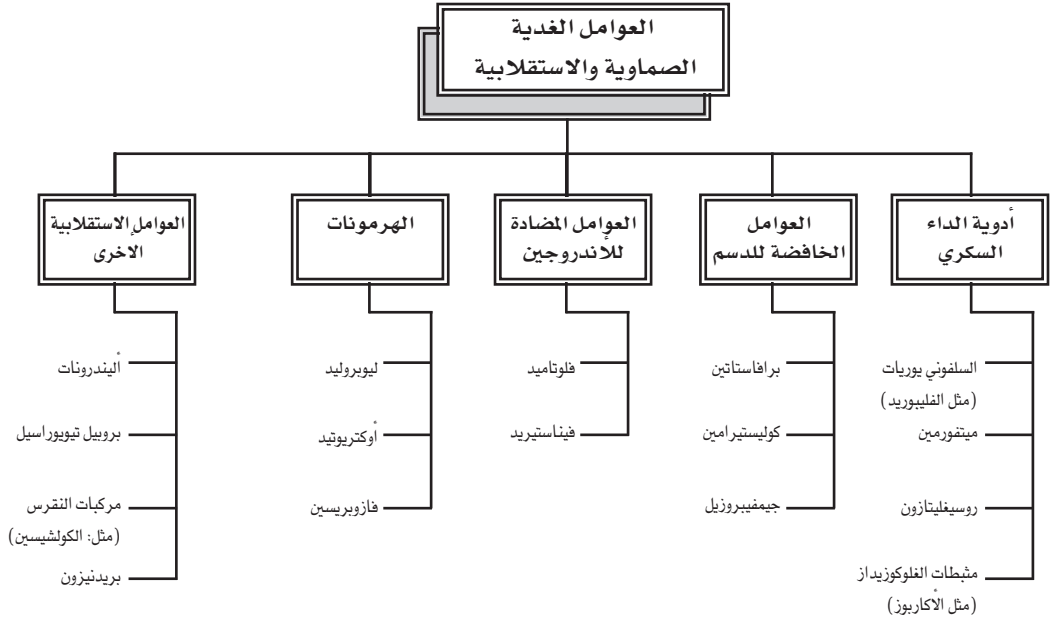 العوامل الغدية
الصماوية والاستقلابية
أدوية الداء
السكري
السلفوني يوريات
(مثل الفليبوريد)
ميتفورمين
روسيغليتازون
مثبطات الغلوكوزيداز
(مثل الأكاربوز)
العوامل
الخافضة للدسم
برافاستاتين
كوليستيرامين
جيمفيبروزيل
العوامل المضادة
للأندروجين
فلوتاميد
فيناستيريد
الهرمونات
ليوبروليد
أوكتريوتيد
فازوبريسين
العوامل الاستقلابية
الأخرى
أليندرونات
بروبيل تيويوراسيل
مركبات النقرس
(مثل: الكولشيسين)
بريدنيزون